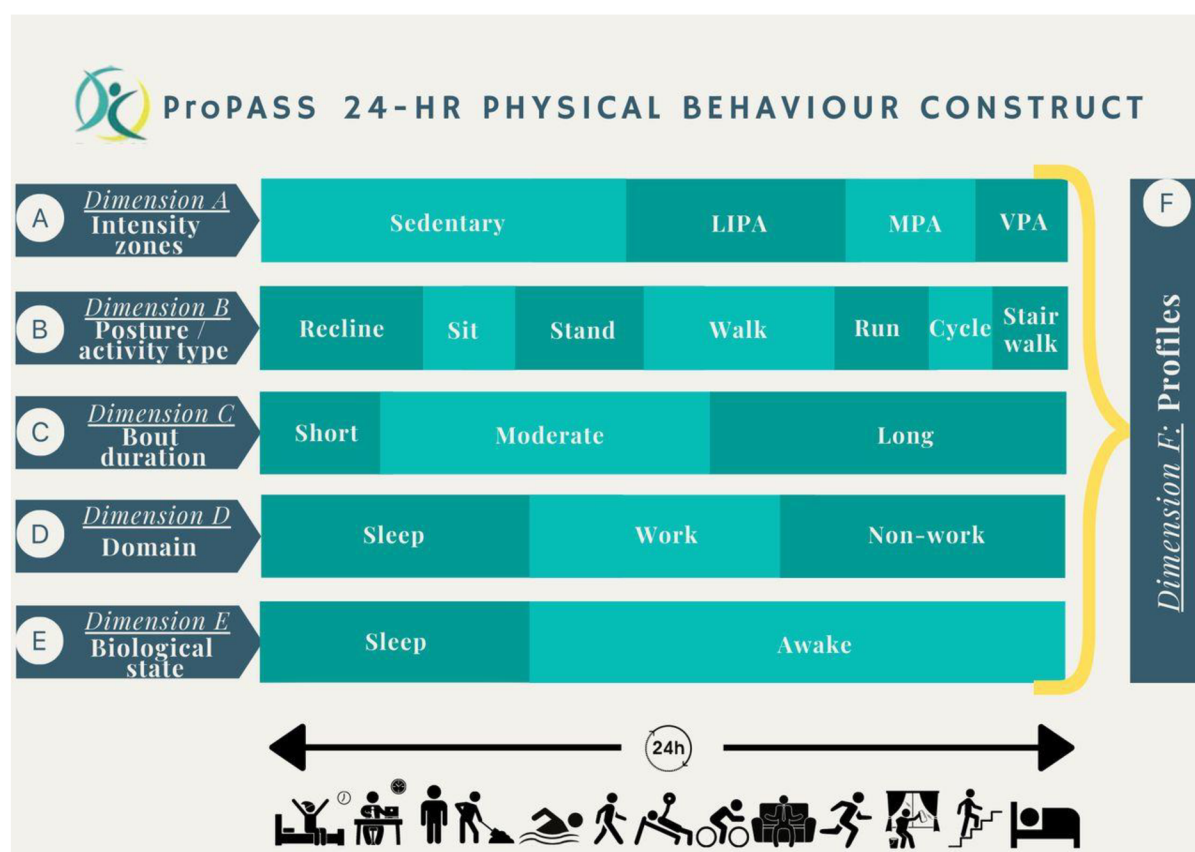 ProPASS 24-HR PHYSICAL BEHAVIOUR CONSTRUCT
A
Dimension A
Intensity
zones
Sedentary
LIPA
MPA
VPA
B
Dimension B
Posture /
activity type
Recline
Sit
Stand
Walk
Run
Cycle
Stair
walk
C
Dimension C
Bout
duration
Short
Moderate
Long
D
Dimension D
Domain
Sleep
Work
Non-work
E
Dimension E
Biological
state
Sleep
Awake
F
Dimension F: Profiles
24h